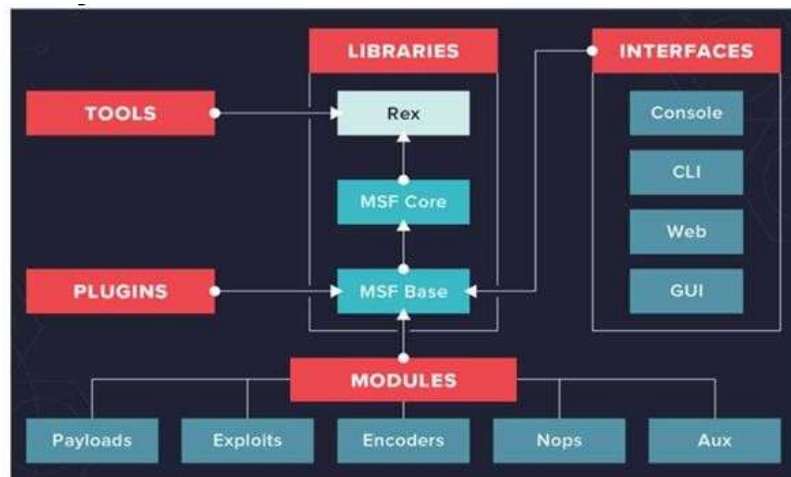 LIBRARIES
INTERFACES
TOOLS
Rex
Console
MSF Core
CLI
Web
PLUGINS
MSF Base
GUI
MODULES
Payloads
Exploits
Encoders
Nops
Aux